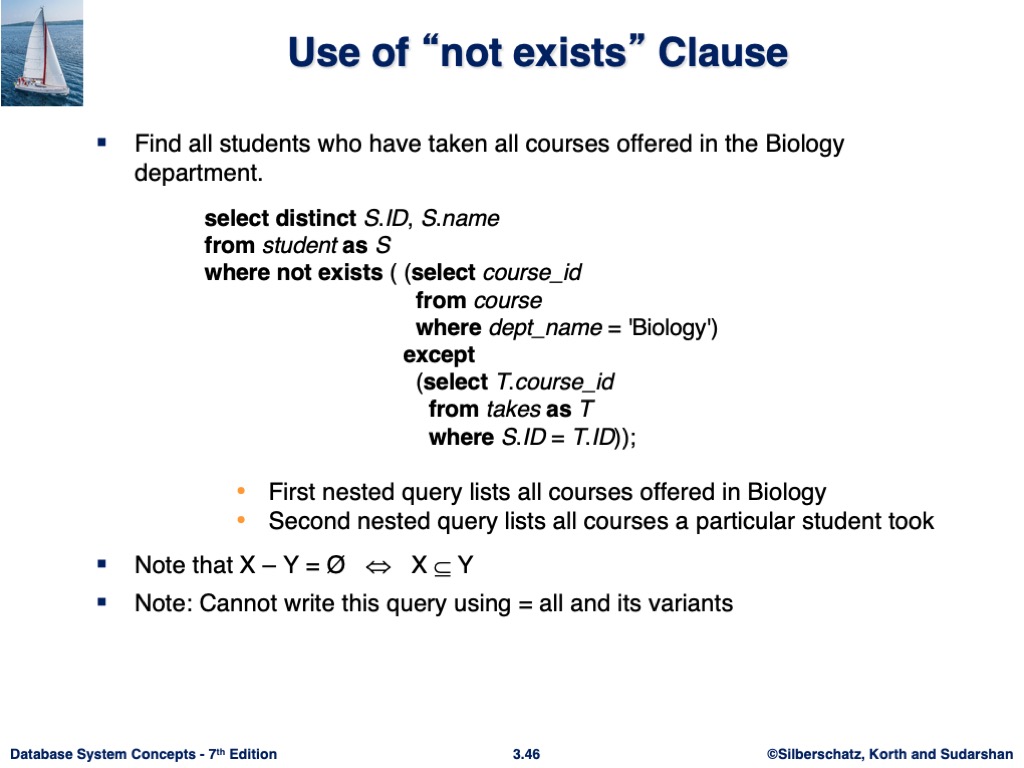 Use of “not exists” Clause
▪ Find all students who have taken all courses offered in the Biology
department.
select distinct S.ID, S.name
from student as S
where not exists ( (select course_id
from course
where dept_name = 'Biology')
except
(select T.course_id
from takes as T
where S.ID = T.ID));
• First nested query lists all courses offered in Biology
• Second nested query lists all courses a particular student took
▪ Note that X – Y = Ø ⇔ X ⊆ Y
▪ Note: Cannot write this query using = all and its variants
Database System Concepts - 7th Edition 3.46 ©Silberschatz, Korth and Sudarshan